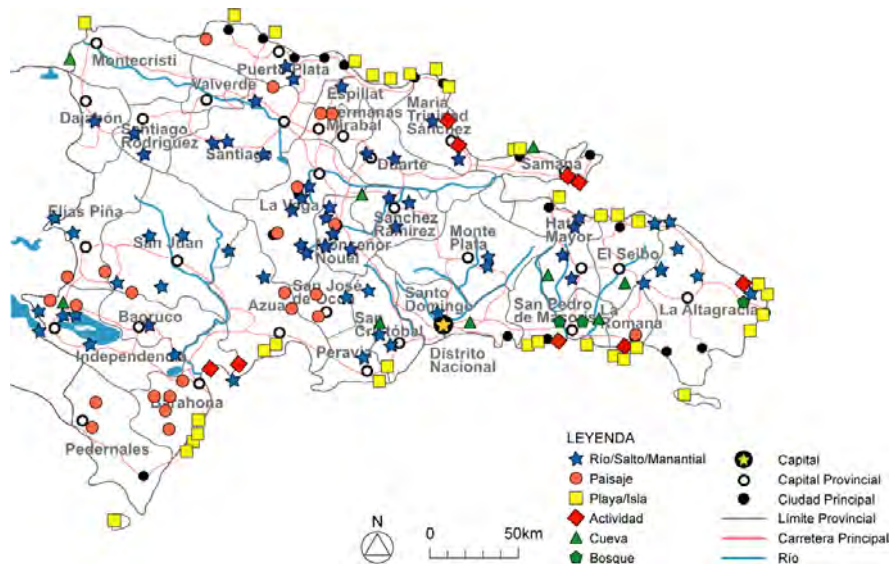 Montecristi
Puerto Plata
Valverde
Espillat
Hermanas
Mirabal
María
Trinidad
Sánchez
Dajabón
Santiago
Rodríguez
Santiago
Duarte
Samaná
Elías Piña
La Vega
Sánchez
Ramírez
San Juan
Monseñor
Nouel
Monte
Plata
Hato
Mayor
El Seibo
San José
de Ocoa
Azua
Santo
Domingo
San Pedro
de Macorís
La
Romana
La Altagracia
Baoruco
San
Cristóbal
Independencia
Peravia
Distrito
Nacional
Barahona
Pedernales
LEYENDA
Río/Salto/Manantial
Paisaje
Playa/Isla
Actividad
Cueva
Bosque
Capital
Capital Provincial
Ciudad Principal
Límite Provincial
Carretera Principal
Río
N
0 50km